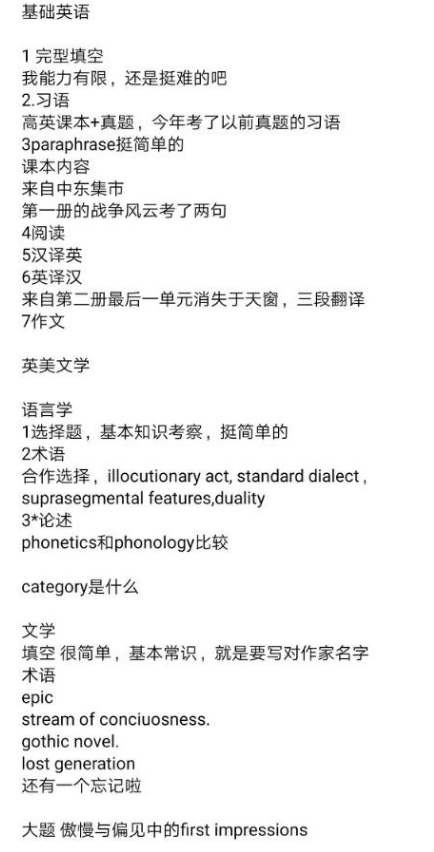 基础英语
1 完型填空
我能力有限，还是挺难的吧
2.习语
高英课本+真题，今年考了以前真题的习语
3paraphrase挺简单的
课本内容
来自中东集市
第一册的战争风云考了两句
4阅读
5汉译英
6英译汉
来自第二册最后一单元消失于天窗，三段翻译
7作文
英美文学
语言学
1选择题，基本知识考察，挺简单的
2术语
合作选择，illocutionary act, standard dialect，
suprasegmental features,duality
3*论述
phonetics和phonology比较
category是什么
文学
填空 很简单，基本常识，就是要写对作家名字
术语
epic
stream of conciuosness.
gothic novel.
lost generation
还有一个忘记啦
大题 傲慢与偏见中的first impressions